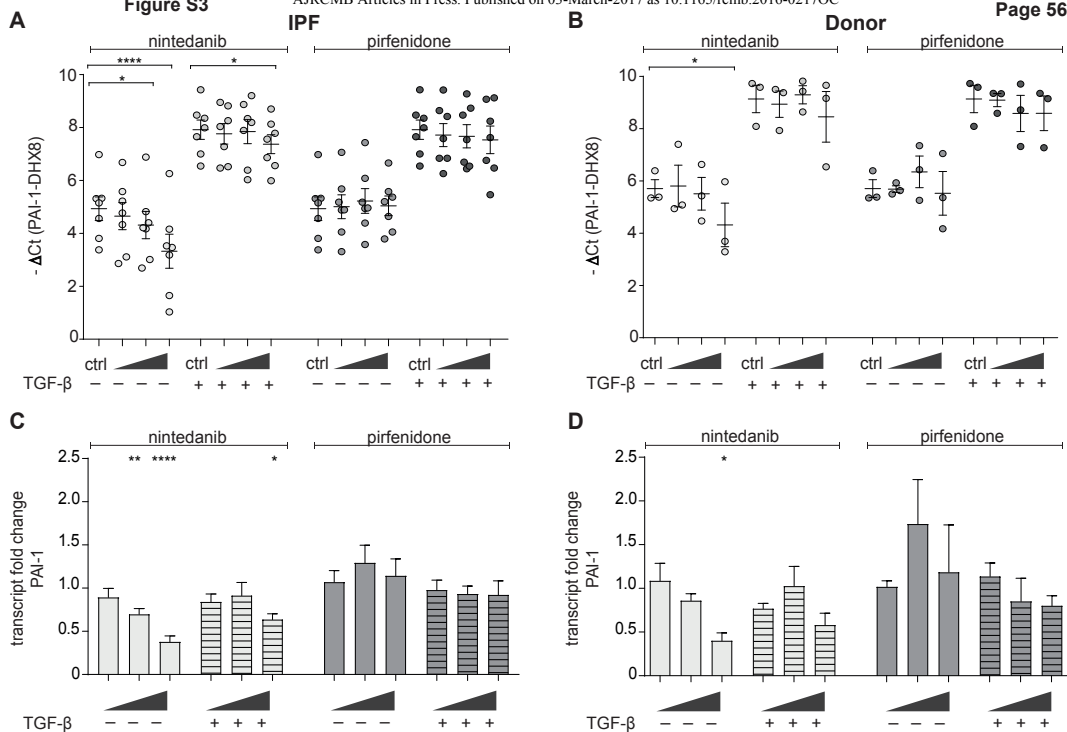 Figure S3
AJRCMB Articles in Press. Published on 03-March-2017 as 10.1165/rcmb.2016-0217OC
Page 56
A
IPF
nintedanib
pirfenidone
- ΔCt (PAI-1-DHX8)
10
8
6
4
2
0
**** 
*
*
ctrl ctrl ctrl ctrl
TGF-β − − − − + + + + − − − − + + + +
B
Donor
nintedanib
pirfenidone
- ΔCt (PAI-1-DHX8)
10
8
6
4
2
0
*
ctrl ctrl ctrl ctrl
TGF-β − − − − + + + + − − − − + + + +
C
nintedanib
pirfenidone
transcript fold change
PAI-1
2.5
2.0
1.5
1.0
0.5
0
** **** *
TGF-β − − − + + + − − − + + +
D
nintedanib
pirfenidone
transcript fold change
PAI-1
2.5
2.0
1.5
1.0
0.5
0
*
TGF-β − − − + + + − − − + + +